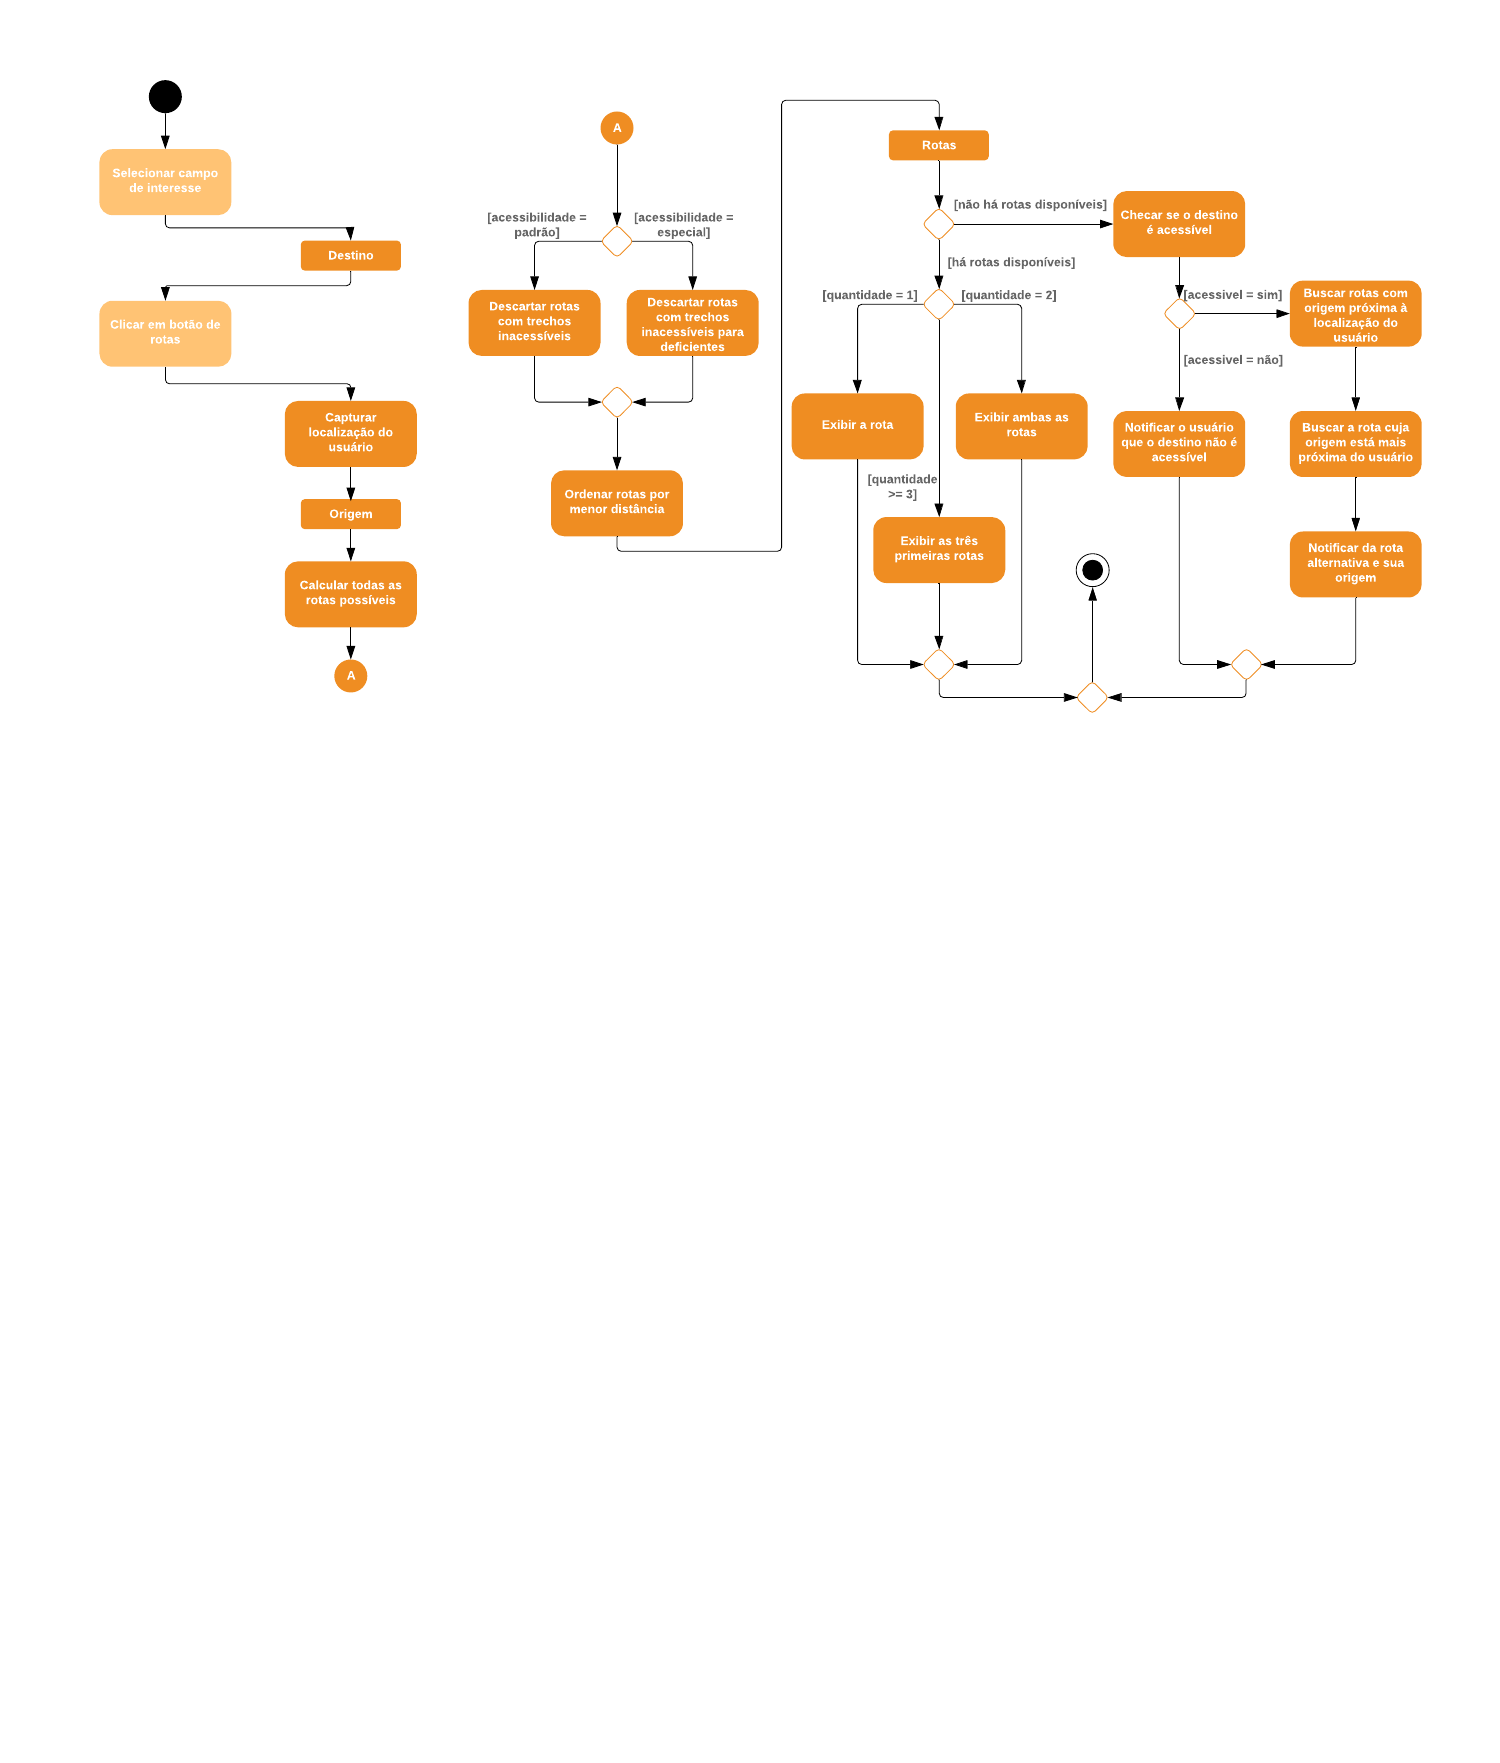 Selecionar campo
de interesse
Destino
Clicar em botão de
rotas
Capturar
localização do
usuário
Origem
Calcular todas as
rotas possíveis
A
A
[acessibilidade =
padrão]
[acessibilidade =
especial]
Descartar rotas
com trechos
inacessíveis
Descartar rotas
com trechos
inacessíveis para
deficientes
Ordenar rotas por
menor distância
Rotas
[não há rotas disponíveis]
[há rotas disponíveis]
[quantidade = 1]
[quantidade = 2]
Exibir a rota
Exibir ambas as
rotas
[quantidade
>= 3]
Exibir as três
primeiras rotas
Checar se o destino
é acessível
[acessivel = sim]
[acessivel = não]
Buscar rotas com
origem próxima à
localização do
usuário
Notificar o usuário
que o destino não é
acessível
Buscar a rota cuja
origem está mais
próxima do usuário
Notificar da rota
alternativa e sua
origem